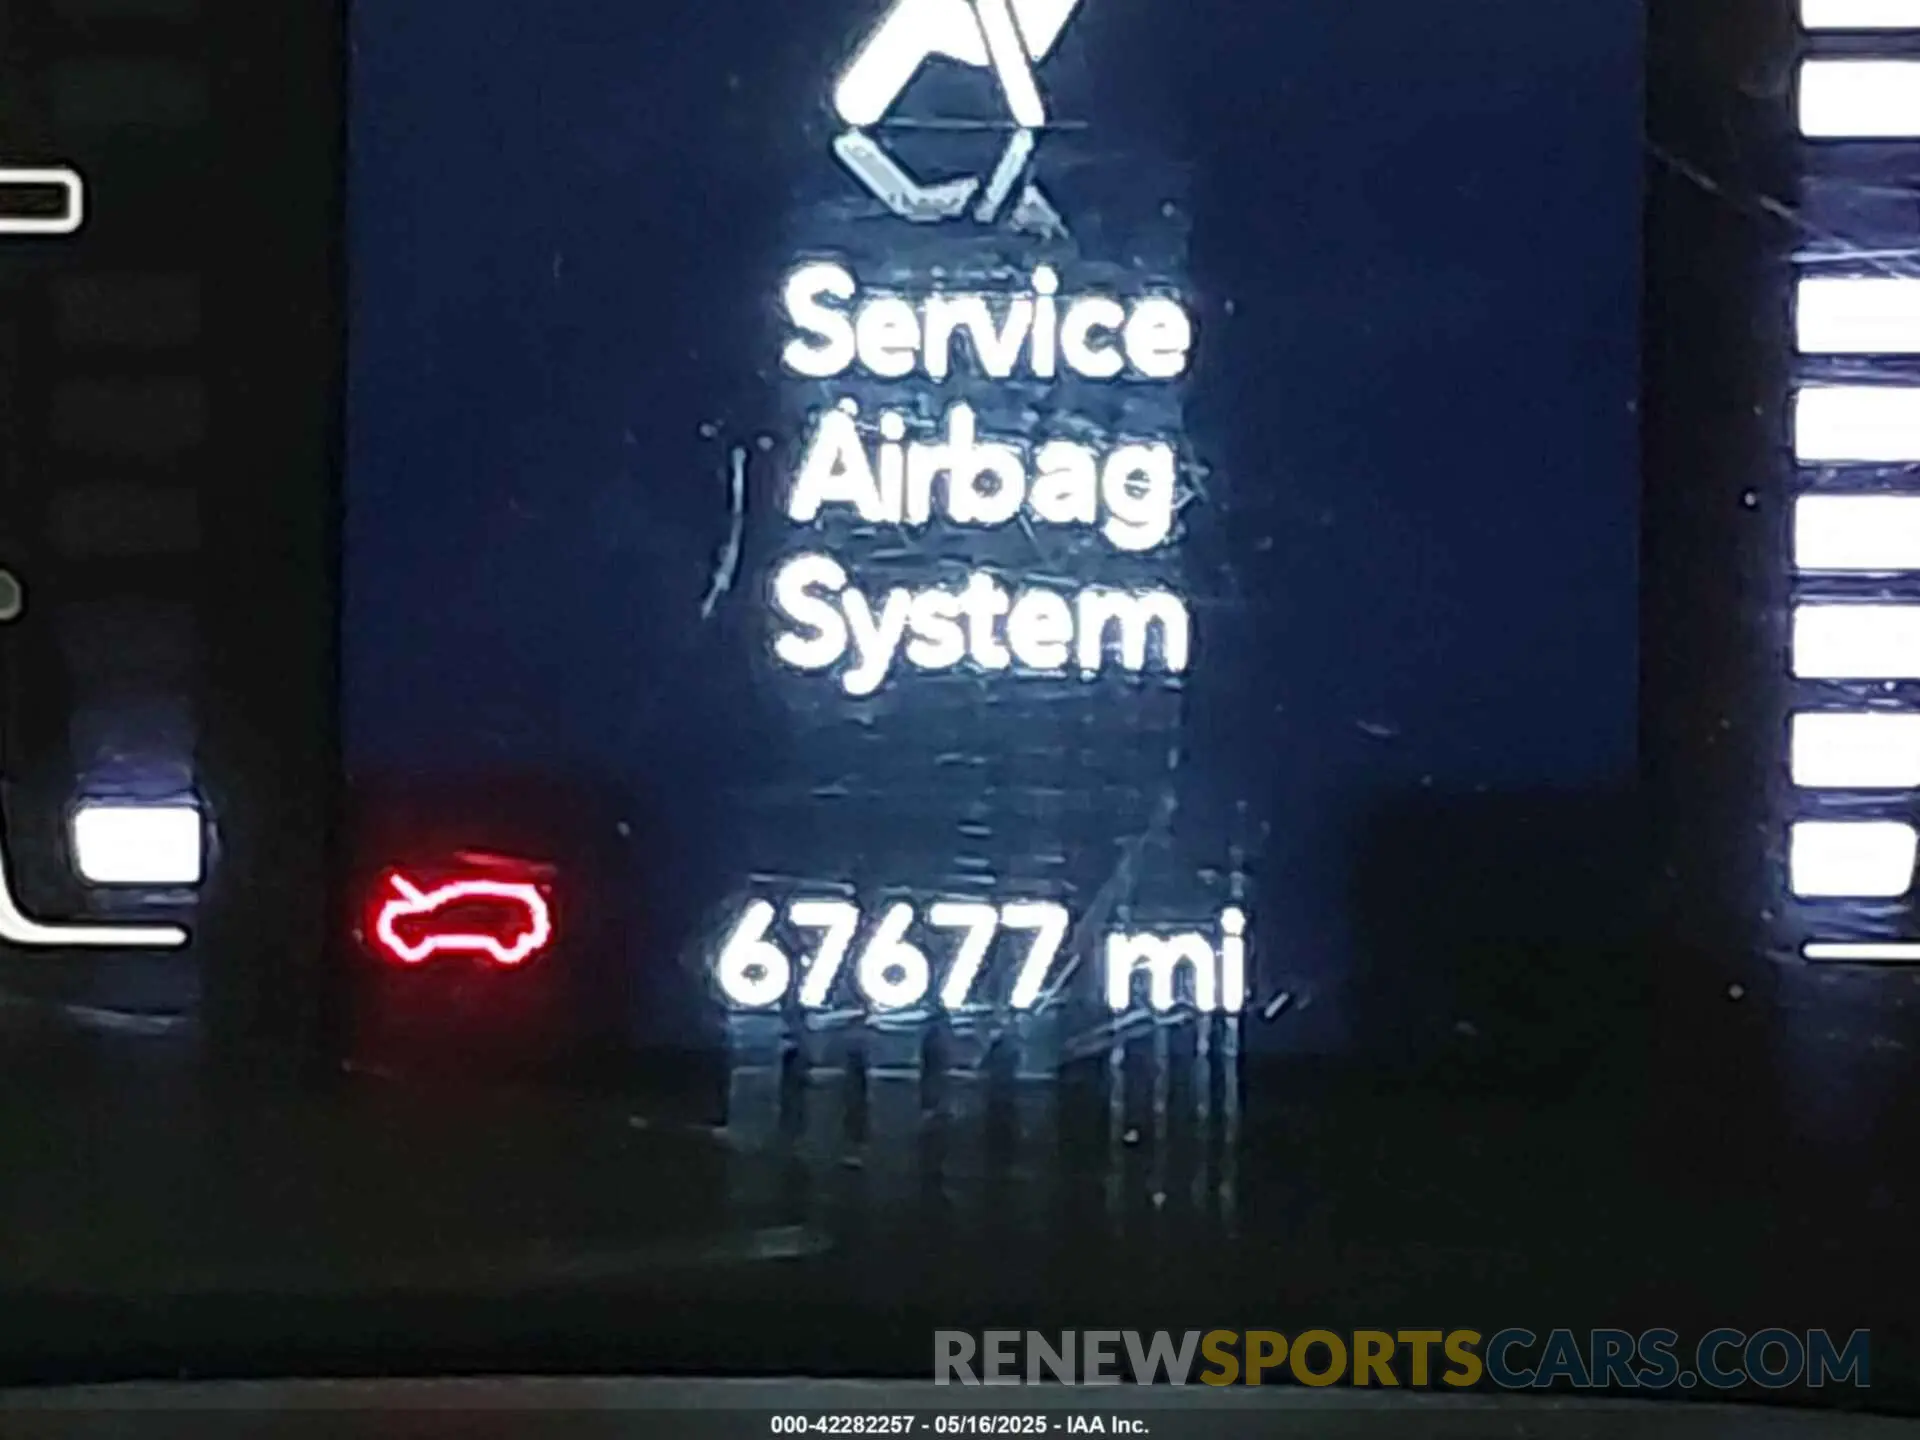 Service
Airbag
System
67677 mi
RENEWSPORTSCARS.COM
000-42282257 - 05/16/2025 - IAA Inc.